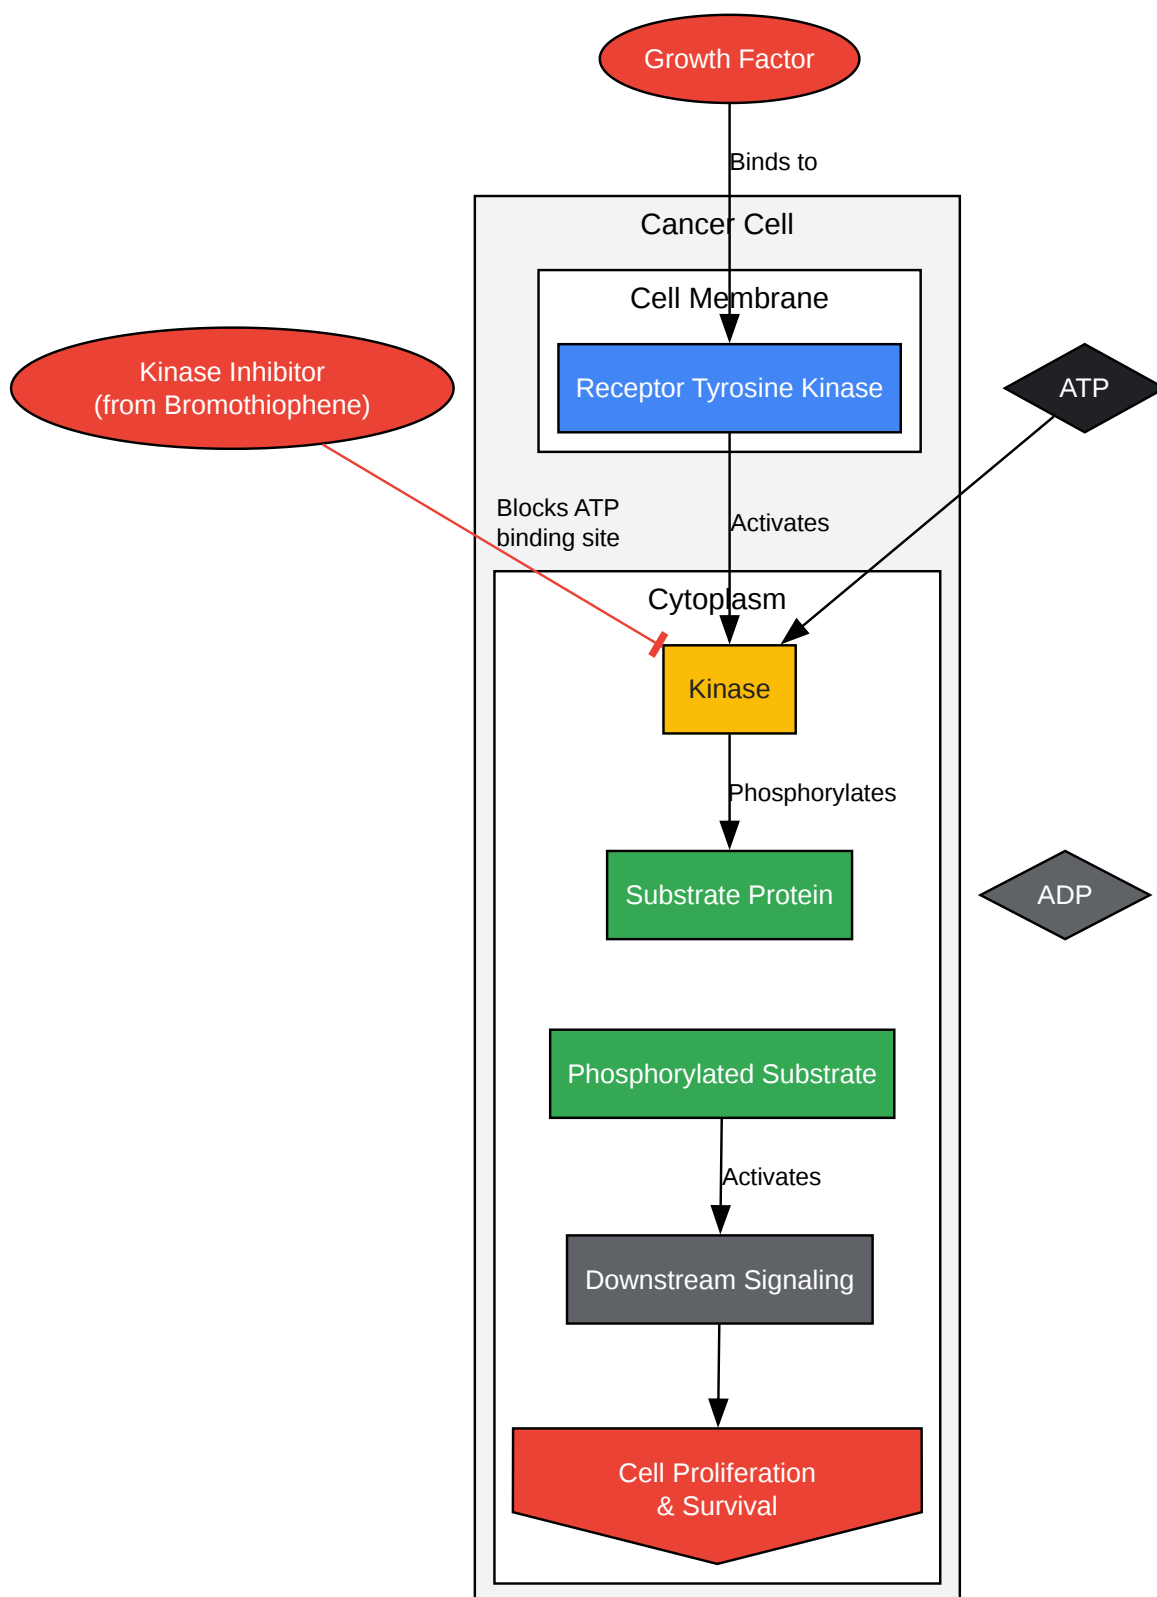 Growth Factor
Binds to
Cancer Cell
Cell Membrane
Kinase Inhibitor
(from Bromothiophene)
Receptor Tyrosine Kinase
ATP
Blocks ATP
binding site
Activates
Cytoplasm
Kinase
Phosphorylates
Substrate Protein
ADP
Phosphorylated Substrate
Activates
Downstream Signaling
Cell Proliferation
& Survival